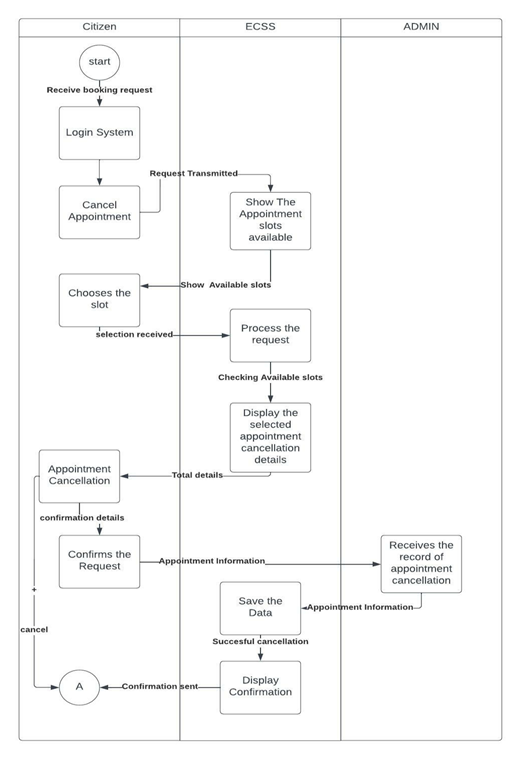 Citizen
ECSS
ADMIN
start
Receive booking request
Login System
Request Transmitted
Cancel
Appointment
Show The
Appointment
slots
available
Show Available slots
Chooses the
slot
selection received
Process the
request
Checking Available slots
Display the
selected
appointment
cancellation
details
Total details
Appointment
Cancellation
confirmation details
Confirms the
Request
Appointment Information
Receives the
record of
appointment
cancellation
+
cancel
Save the
Data
Appointment Information
Succesful cancellation
Display
Confirmation
Confirmation sent
A